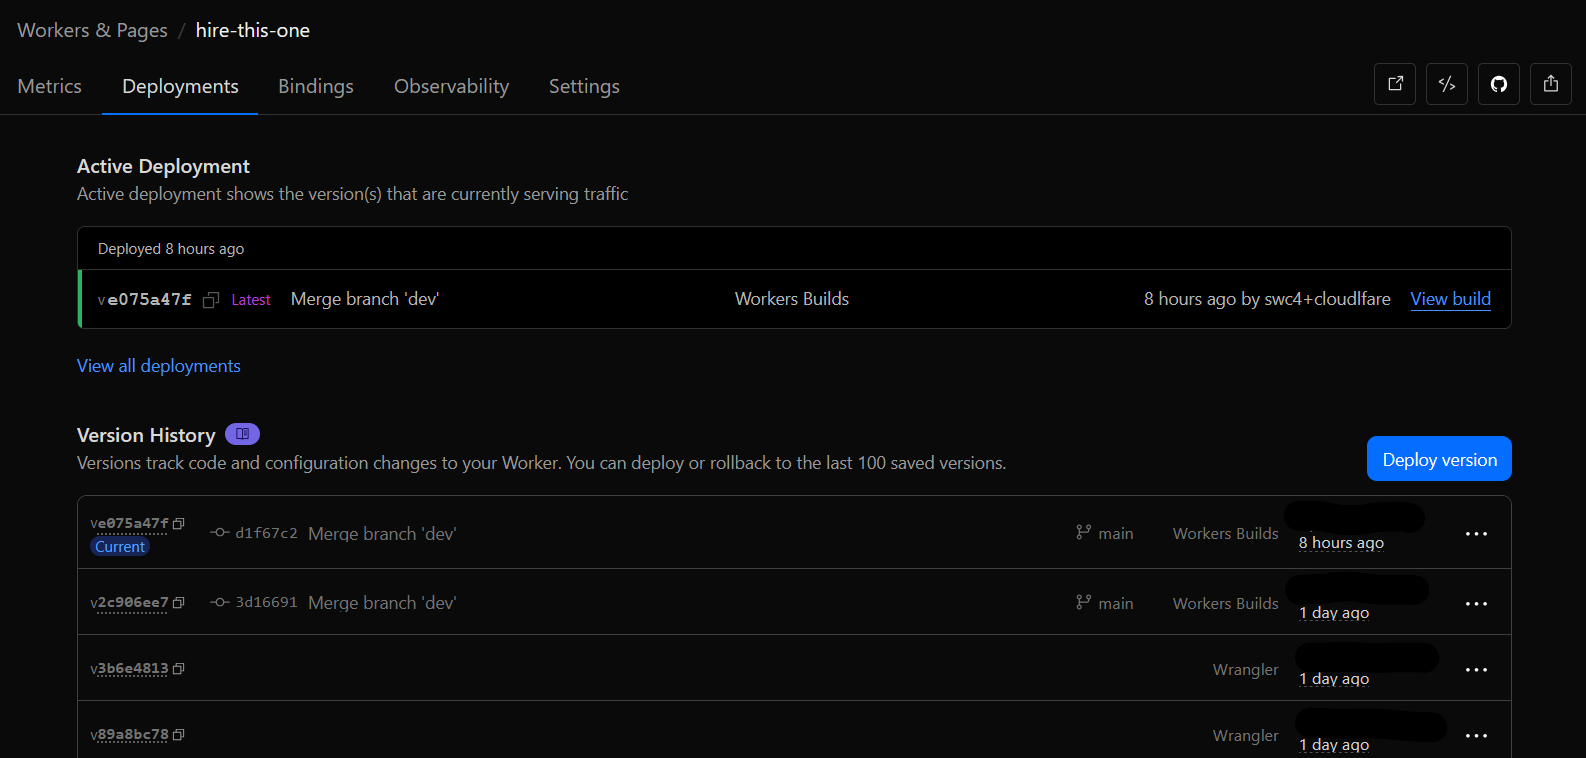 Workers & Pages / hire-this-one
Metrics Deployments Bindings Observability Settings
Active Deployment
Active deployment shows the version(s) that are currently serving traffic
Deployed 8 hours ago
v e075a47f Latest Merge branch 'dev' Workers Builds 8 hours ago by swc4+cloudlfare View build
View all deployments
Version History
Versions track code and configuration changes to your Worker. You can deploy or rollback to the last 100 saved versions.
Deploy version
ve075a47f d1f67c2 Merge branch 'dev' main Workers Builds 8 hours ago
Current
v2c906ee7 3d16691 Merge branch 'dev' main Workers Builds 1 day ago
v3b6e4813 Wrangler 1 day ago
v89a8bc78 Wrangler 1 day ago